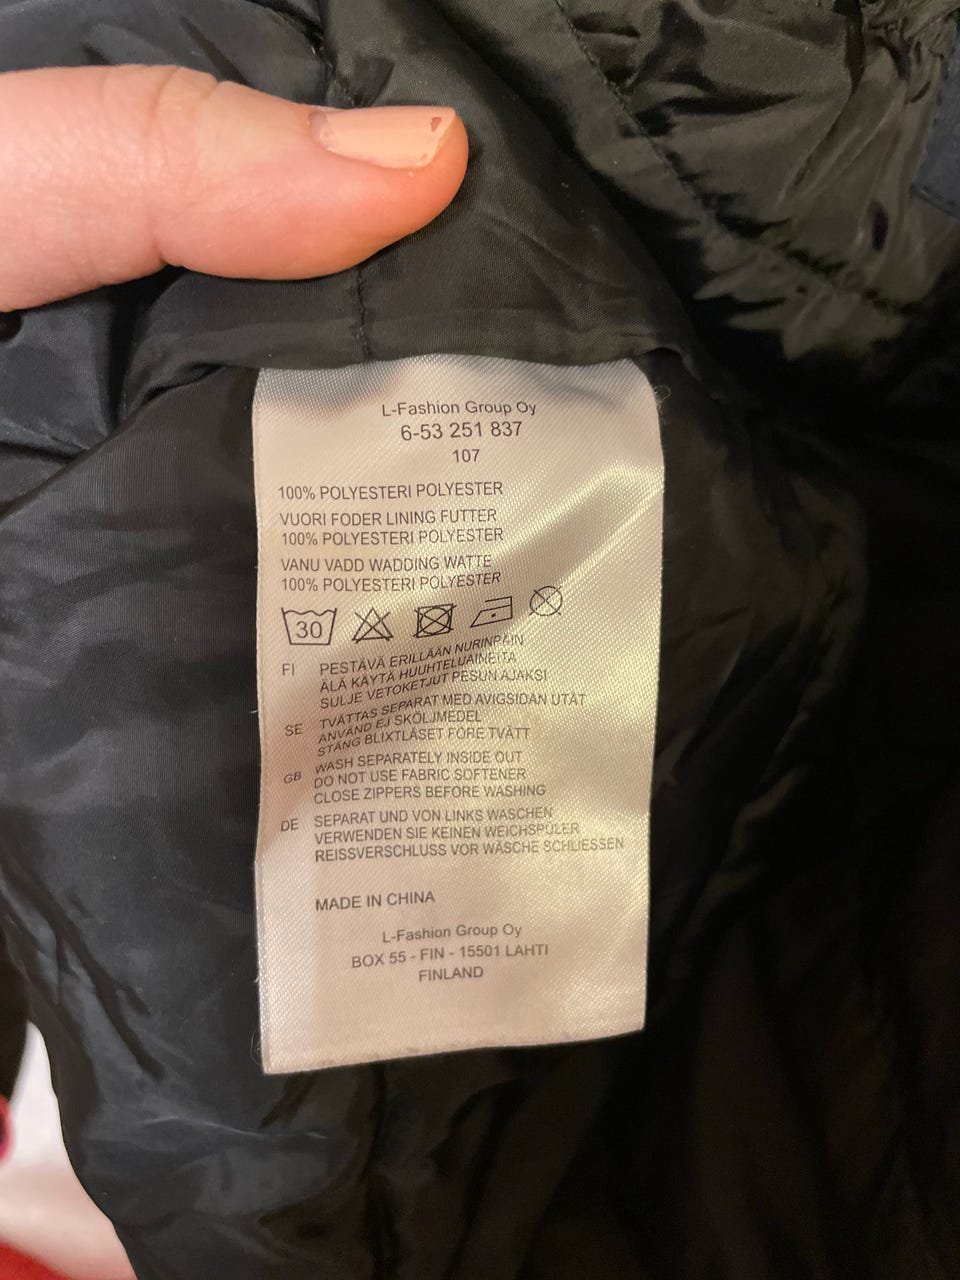 L-Fashion Group Oy
6-53 251 837
107
100% POLYESTERI POLYESTER
VUORI FODER LINING FUTTER
100% POLYESTERI POLYESTER
VANU VADD WADDING WATTE
100% POLYESTERI POLYESTER
30
FI PESTÄVÄ ERILLÄÄN NURINPÄIN
ÄLÄ KÄYTÄ HUUHTELUAINEITA
SULJE VETOKETJUT PESUN AJAKSI
SE TVÄTTAS SEPARAT MED AVIGSIDAN UTÅT
ANVÄND EJ SKÖLJMEDEL
STÄNG BLIXTLÅSET FÖRE TVÄTT
GB WASH SEPARATELY INSIDE OUT
DO NOT USE FABRIC SOFTENER
CLOSE ZIPPERS BEFORE WASHING
DE SEPARAT UND VON LINKS WASCHEN
VERWENDEN SIE KEINEN WEICHSPÜLER
REISSVERSCHLUSS VOR WÄSCHE SCHLIESSEN
MADE IN CHINA
L-Fashion Group Oy
BOX 55 - FIN - 15501 LAHTI
FINLAND